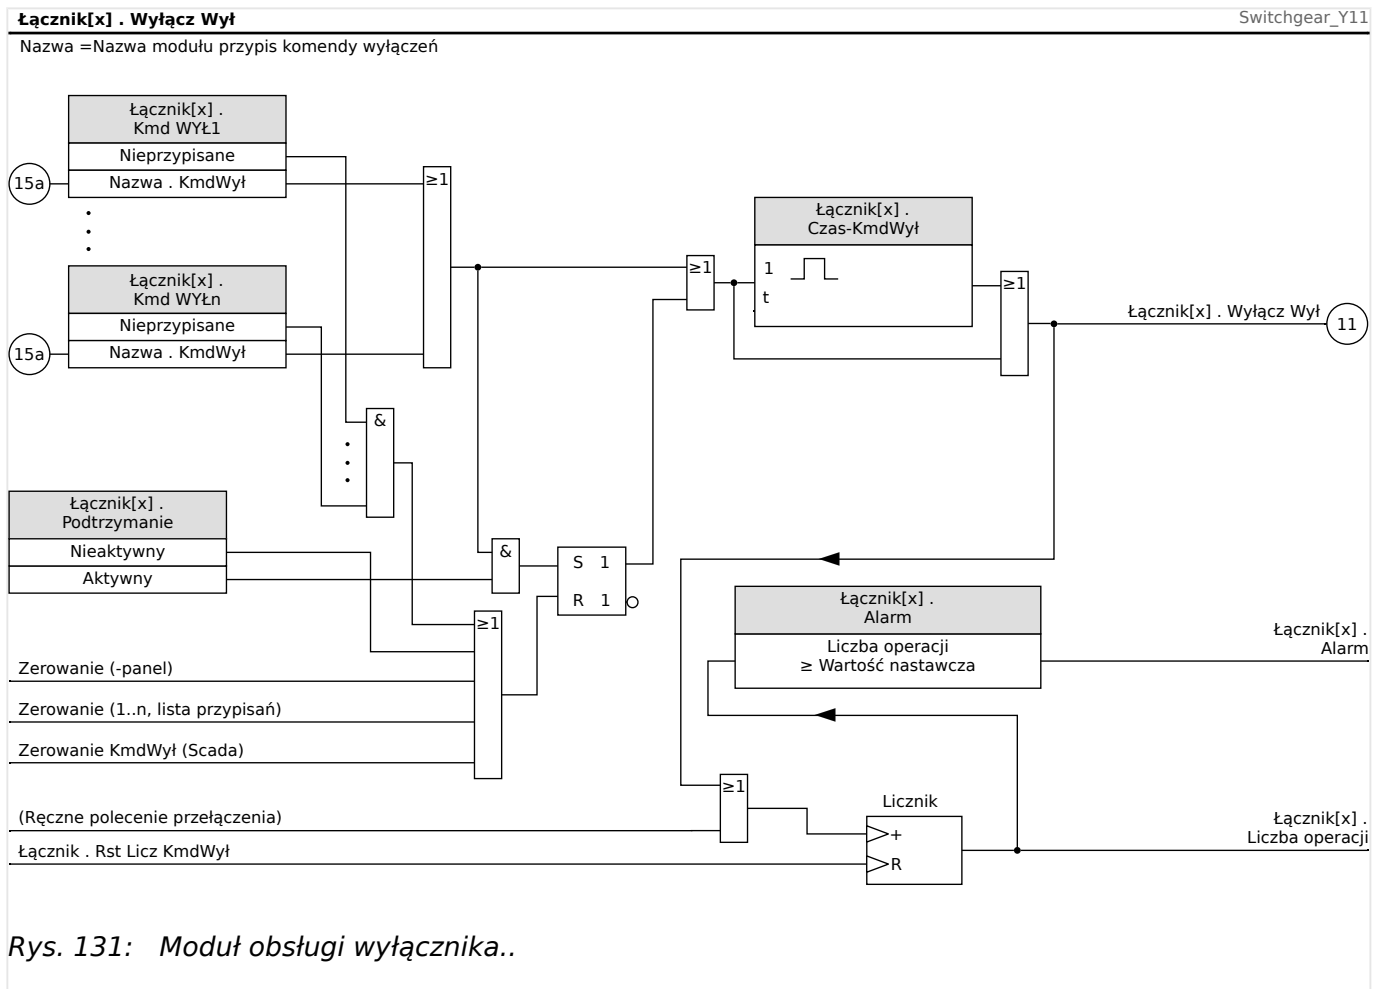 Łącznik[x] . Wyłącz Wył
Switchgear_Y11
Nazwa =Nazwa modułu przypis komendy wyłączeń
Łącznik[x] .
Kmd WYŁ1
Nieprzypisane
15a
Nazwa . KmdWył
≥1
Łącznik[x] .
Czas-KmdWył
1
t
≥1
≥1
Łącznik[x] .
Kmd WYŁn
Nieprzypisane
15a
Nazwa . KmdWył
Łącznik[x] . Wyłącz Wył
11
&
Łącznik[x] .
Podtrzymanie
Nieaktywny
Aktywny
&
S 1
R 1
≥1
Łącznik[x] .
Alarm
Liczba operacji
≥ Wartość nastawcza
Łącznik[x] .
Alarm
Zerowanie (-panel)
Zerowanie (1..n, lista przypisań)
Zerowanie KmdWył (Scada)
≥1
(Ręczne polecenie przełączenia)
Łącznik . Rst Licz KmdWył
Licznik
+
R
Łącznik[x] .
Liczba operacji
Rys. 131: Moduł obsługi wyłącznika..